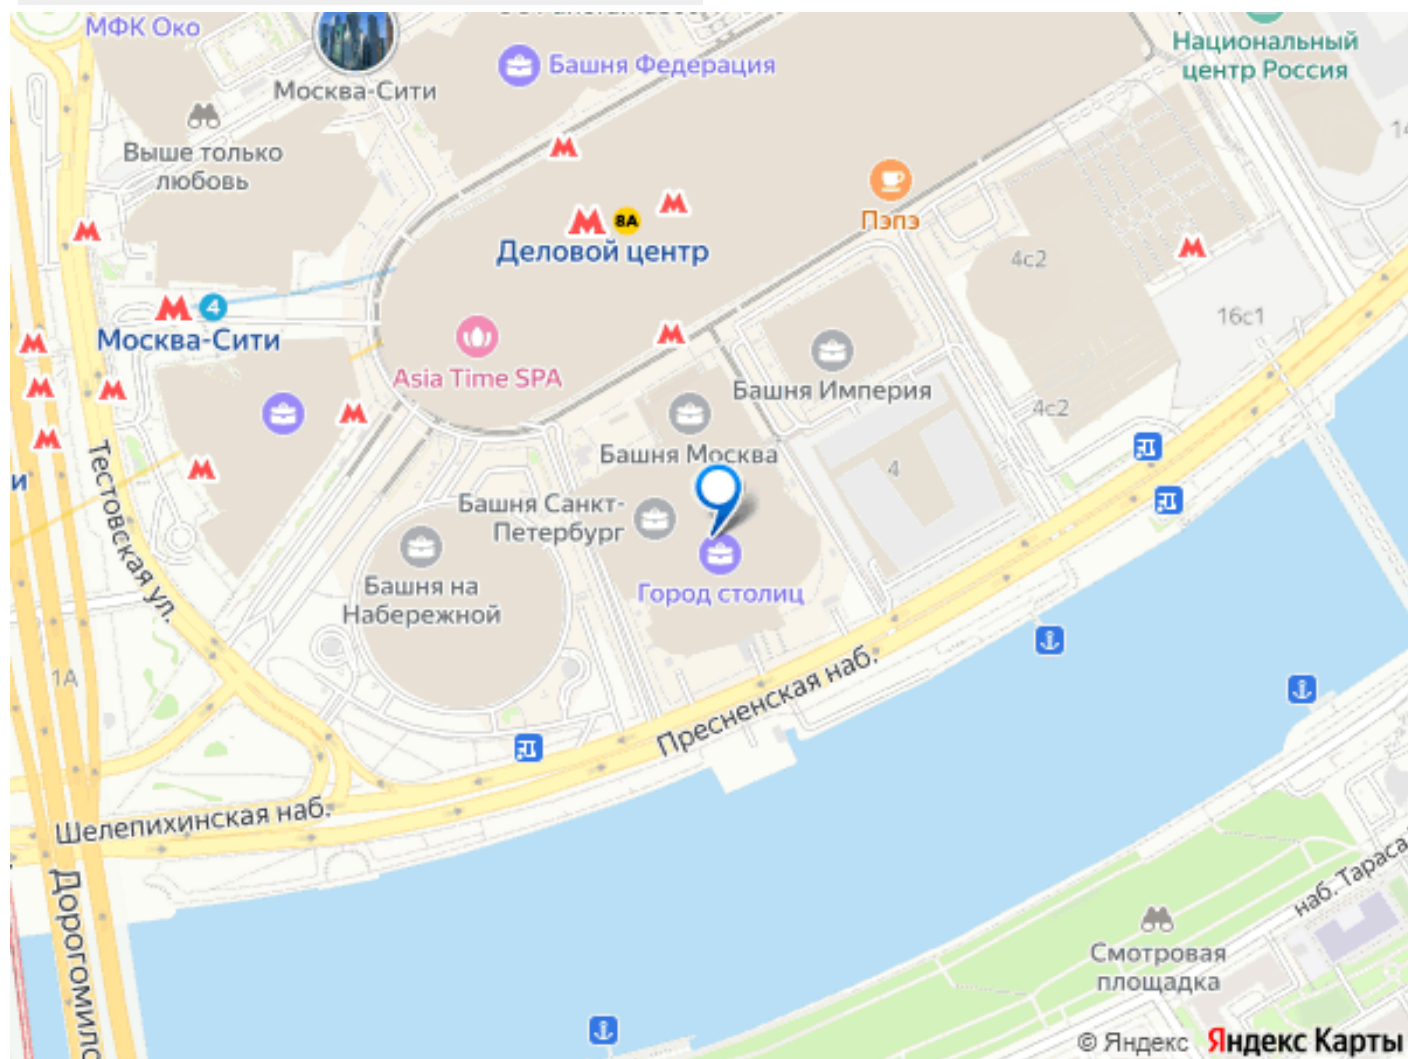 МФК Око
Национальный
центр Россия
Башня Федерация
Москва-Сити
Выше только
любовь
14
8А
Пэпэ
Деловой центр
4с2
4
Москва-Сити
16с1
Asia Time SPA
Башня Империя
4с2
Башня Москва
4
и
Тестовская ул.
Башня Санкт-
Петербург
Башня на
Набережной
Город столиц
1А
Пресненская наб.
Шелепихинская наб.
Дорогомило
наб. Тараса
Смотровая
площадка
© Яндекс Яндекс Карты